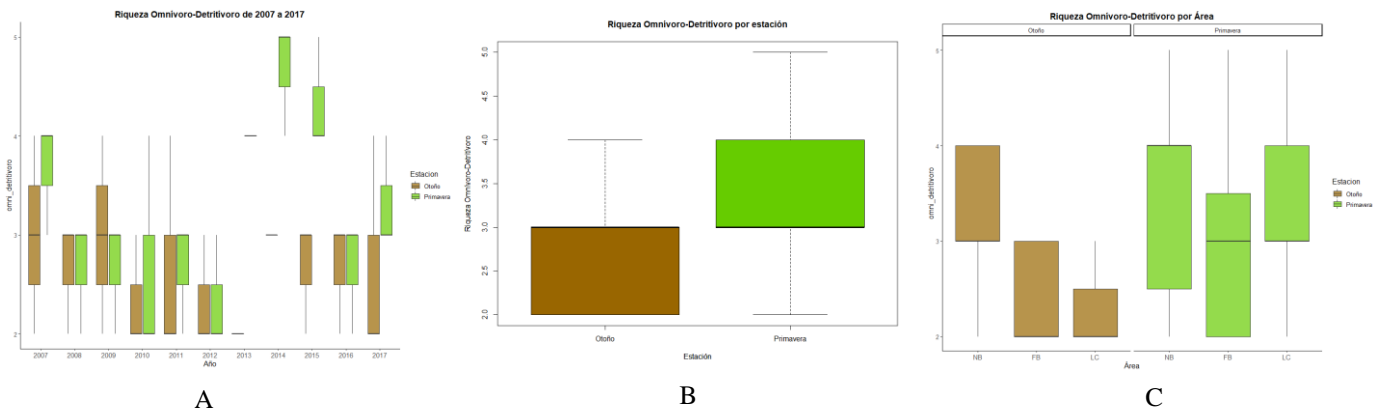 Riqueza Omnivoro-Detritivoro de 2007 a 2017
omni_detritivoro
5
4
3
2
2007 2008 2009 2010 2011 2012 2013 2014 2015 2016 2017
Año
Estacion
Otoño
Primavera
A
Riqueza Omnivoro-Detritivoro por estación
Riqueza Omnivoro-Detritivoro
5.0
4.5
4.0
3.5
3.0
2.5
2.0
Otoño Primavera
Estación
B
Riqueza Omnivoro-Detritivoro por Área
Otoño Primavera
omni_detritivoro
5
4
3
2
NB FB LC NB FB LC
Área
Estacion
Otoño
Primavera
C